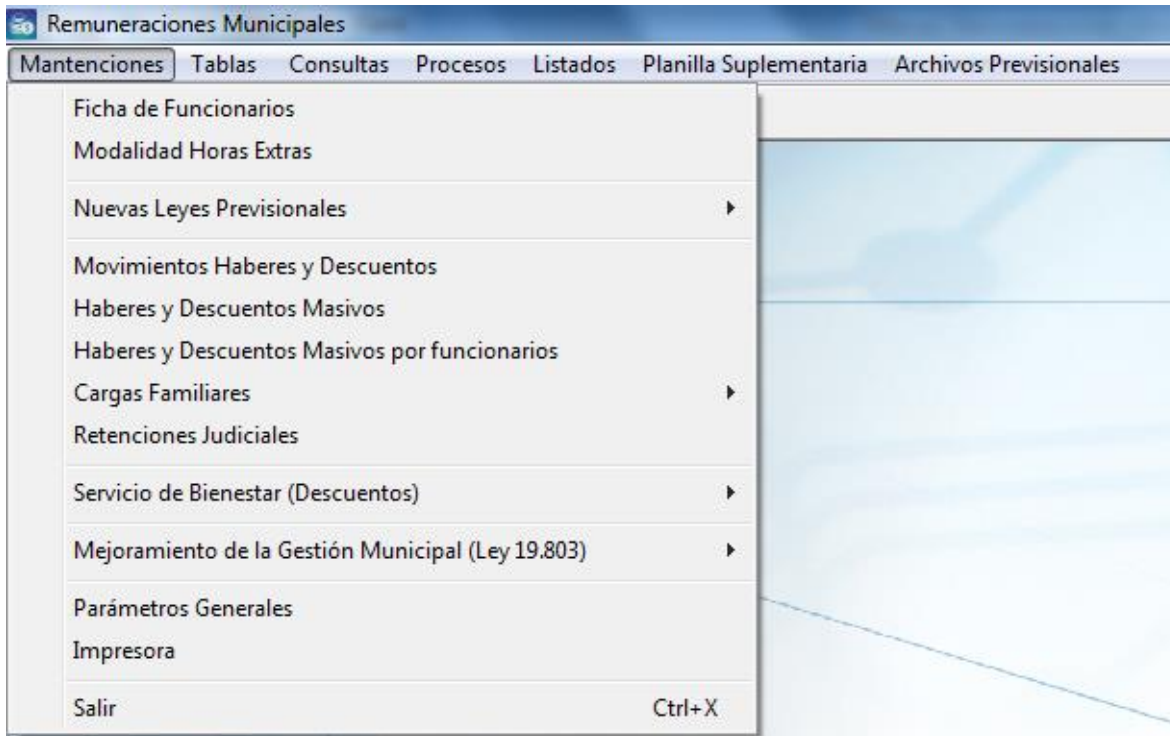 Remuneraciones Municipales
Mantenciones Tablas Consultas Procesos Listados Planilla Suplementaria Archivos Previsionales
Ficha de Funcionarios
Modalidad Horas Extras
Nuevas Leyes Previsionales
Movimientos Haberes y Descuentos
Haberes y Descuentos Masivos
Haberes y Descuentos Masivos por funcionarios
Cargas Familiares
Retenciones Judiciales
Servicio de Bienestar (Descuentos)
Mejoramiento de la Gestión Municipal (Ley 19.803)
Parámetros Generales
Impresora
Salir Ctrl+X